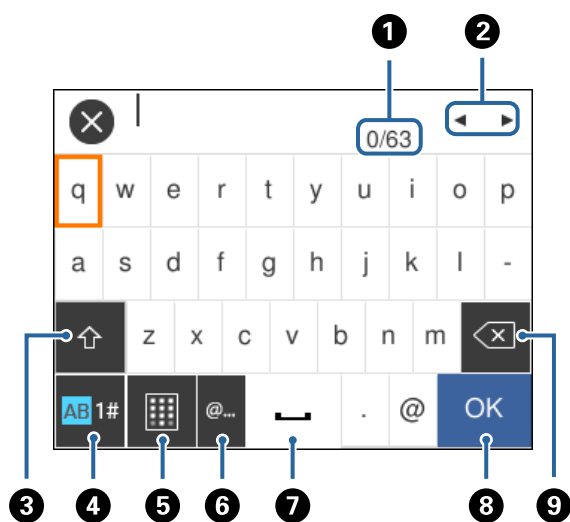 1 2
0/63
q w e r t y u i o p
a s d f g h j k l -
z x c v b n m
AB 1# @... . @ OK
3 4 5 6 7 8 9